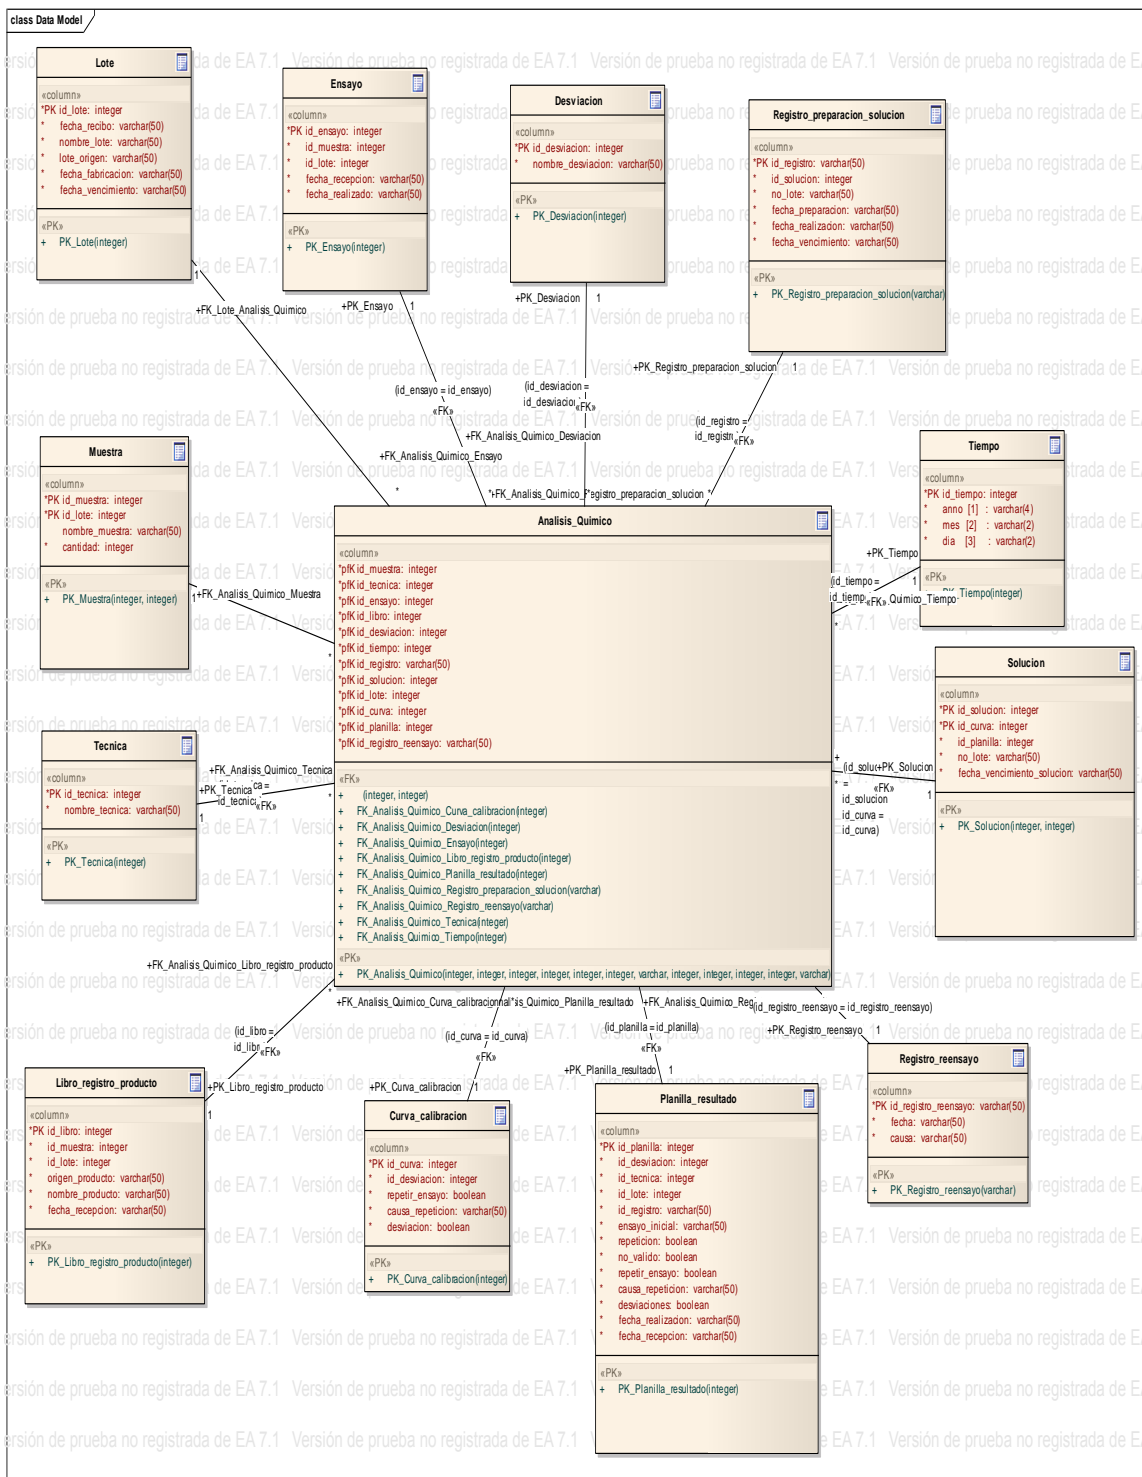 class Data Model
Lote
«column»
*PK id_lote: integer
* fecha_recibo: varchar(50)
* nombre_lote: varchar(50)
* lote_origen: varchar(50)
* fecha_fabricacion: varchar(50)
* fecha_vencimiento: varchar(50)
«PK»
+ PK_Lote(integer)
Ensayo
«column»
*PK id_ensayo: integer
* id_muestra: integer
* id_lote: integer
* fecha_recepcion: varchar(50)
* fecha_realizado: varchar(50)
«PK»
+ PK_Ensayo(integer)
Desviacion
«column»
*PK id_desviacion: integer
* nombre_desviacion: varchar(50)
«PK»
+ PK_Desviacion(integer)
Registro_preparacion_solucion
«column»
*PK id_registro: varchar(50)
* id_solucion: integer
* no_lote: varchar(50)
* fecha_preparacion: varchar(50)
* fecha_realizacion: varchar(50)
* fecha_vencimiento: varchar(50)
«PK»
+ PK_Registro_preparacion_solucion(varchar)
1
+FK_Lote_Analisis_Quimico
*
+PK_Ensayo 1
(id_ensayo = id_ensayo)
«FK»
+FK_Analisis_Quimico_Ensayo
*
+PK_Desviacion 1
(id_desviacion =
«FK»
+FK_Analisis_Quimico_Desviacion
+PK_Registro_preparacion_solucion 1
(id_registro =
«FK»
*
Muestra
«column»
*PK id_muestra: integer
*PK id_lote: integer
nombre_muestra: varchar(50)
* cantidad: integer
«PK»
+ PK_Muestra(integer, integer)
1
+FK_Analisis_Quimico_Muestra
*
Tiempo
«column»
*PK id_tiempo: integer
* anno [1] : varchar(4)
* mes [2] : varchar(2)
* dia [3] : varchar(2)
«PK»
+PK_Tiempo
1
(id_tiempo =
«FK»
*
Analisis_Quimico
«column»
*pfK id_muestra: integer
*pfK id_tecnica: integer
*pfK id_ensayo: integer
*pfK id_libro: integer
*pfK id_desviacion: integer
*pfK id_tiempo: integer
*pfK id_registro: varchar(50)
*pfK id_solucion: integer
*pfK id_lote: integer
*pfK id_curva: integer
*pfK id_planilla: integer
*pfK id_registro_reensayo: varchar(50)
«FK»
+ (integer, integer)
+ FK_Analisis_Quimico_Curva_calibracion(integer)
+ FK_Analisis_Quimico_Desviacion(integer)
+ FK_Analisis_Quimico_Ensayo(integer)
+ FK_Analisis_Quimico_Libro_registro_producto(integer)
+ FK_Analisis_Quimico_Planilla_resultado(integer)
+ FK_Analisis_Quimico_Registro_preparacion_solucion(varchar)
+ FK_Analisis_Quimico_Registro_reensayo(varchar)
+ FK_Analisis_Quimico_Tecnica(integer)
+ FK_Analisis_Quimico_Tiempo(integer)
«PK»
+ PK_Analisis_Quimico(integer, integer, integer, integer, integer, integer, varchar, integer, integer, integer, integer, varchar)
Solucion
«column»
*PK id_solucion: integer
*PK id_curva: integer
* id_planilla: integer
* no_lote: varchar(50)
* fecha_vencimiento_solucion: varchar(50)
«PK»
+ PK_Solucion(integer, integer)
+PK_Solucion
«FK»
1
* =
id_solucion
id_curva =
id_curva)
Tecnica
«column»
*PK id_tecnica: integer
* nombre_tecnica: varchar(50)
«PK»
+ PK_Tecnica(integer)
+FK_Analisis_Quimico_Tecnica
+PK_Tecnica
«FK»
*
1
+FK_Analisis_Quimico_Libro_registro_producto
*
(id_libro =
«FK»
+PK_Libro_registro_producto
1
Libro_registro_producto
«column»
*PK id_libro: integer
* id_muestra: integer
* id_lote: integer
* origen_producto: varchar(50)
* nombre_producto: varchar(50)
* fecha_recepcion: varchar(50)
«PK»
+ PK_Libro_registro_producto(integer)
(id_curva = id_curva)
«FK»
+PK_Curva_calibracion 1
Curva_calibracion
«column»
*PK id_curva: integer
* id_desviacion: integer
* repetir_ensayo: boolean
* causa_repeticion: varchar(50)
* desviacion: boolean
«PK»
+ PK_Curva_calibracion(integer)
(id_planilla = id_planilla)
«FK»
+PK_Planilla_resultado 1
Planilla_resultado
«column»
*PK id_planilla: integer
* id_desviacion: integer
* id_tecnica: integer
* id_lote: integer
* id_registro: varchar(50)
* ensayo_inicial: varchar(50)
* repeticion: boolean
* no_valido: boolean
* repetir_ensayo: boolean
* causa_repeticion: varchar(50)
* desviaciones: boolean
* fecha_realizacion: varchar(50)
* fecha_recepcion: varchar(50)
«PK»
+ PK_Planilla_resultado(integer)
(id_registro_reensayo = id_registro_reensayo)
+PK_Registro_reensayo 1
Registro_reensayo
«column»
*PK id_registro_reensayo: varchar(50)
* fecha: varchar(50)
* causa: varchar(50)
«PK»
+ PK_Registro_reensayo(varchar)